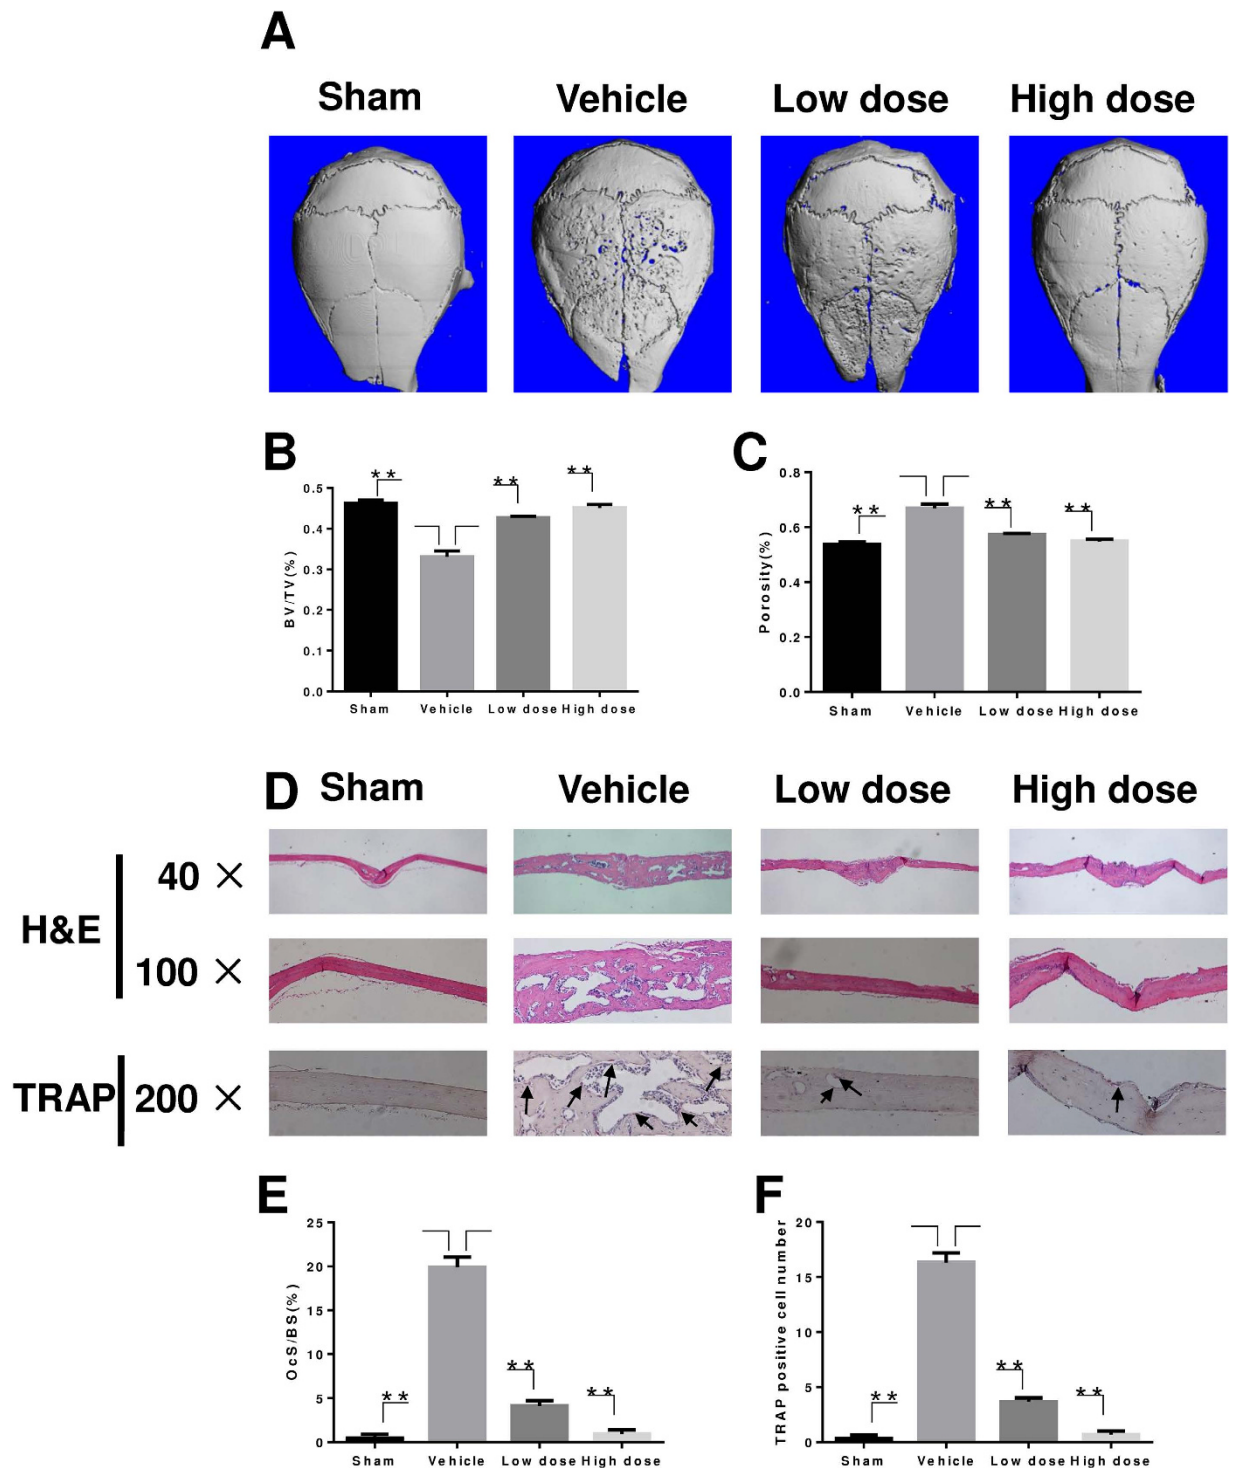 A
Sham Vehicle Low dose High dose
B
BV/TV(%)
0.5
0.4
0.3
0.2
0.1
0.0
**
**
**
Sham Vehicle Low dose High dose
C
Porosity(%)
0.8
0.6
0.4
0.2
0.0
**
**
**
Sham Vehicle Low dose High dose
D Sham Vehicle Low dose High dose
H&E
40 ×
100 ×
TRAP 200 ×
E
OcS/BS(%)
25
20
15
10
5
0
**
**
**
Sham Vehicle Low dose High dose
F
TRAP positive cell number
20
15
10
5
0
**
**
**
Sham Vehicle Low dose High dose